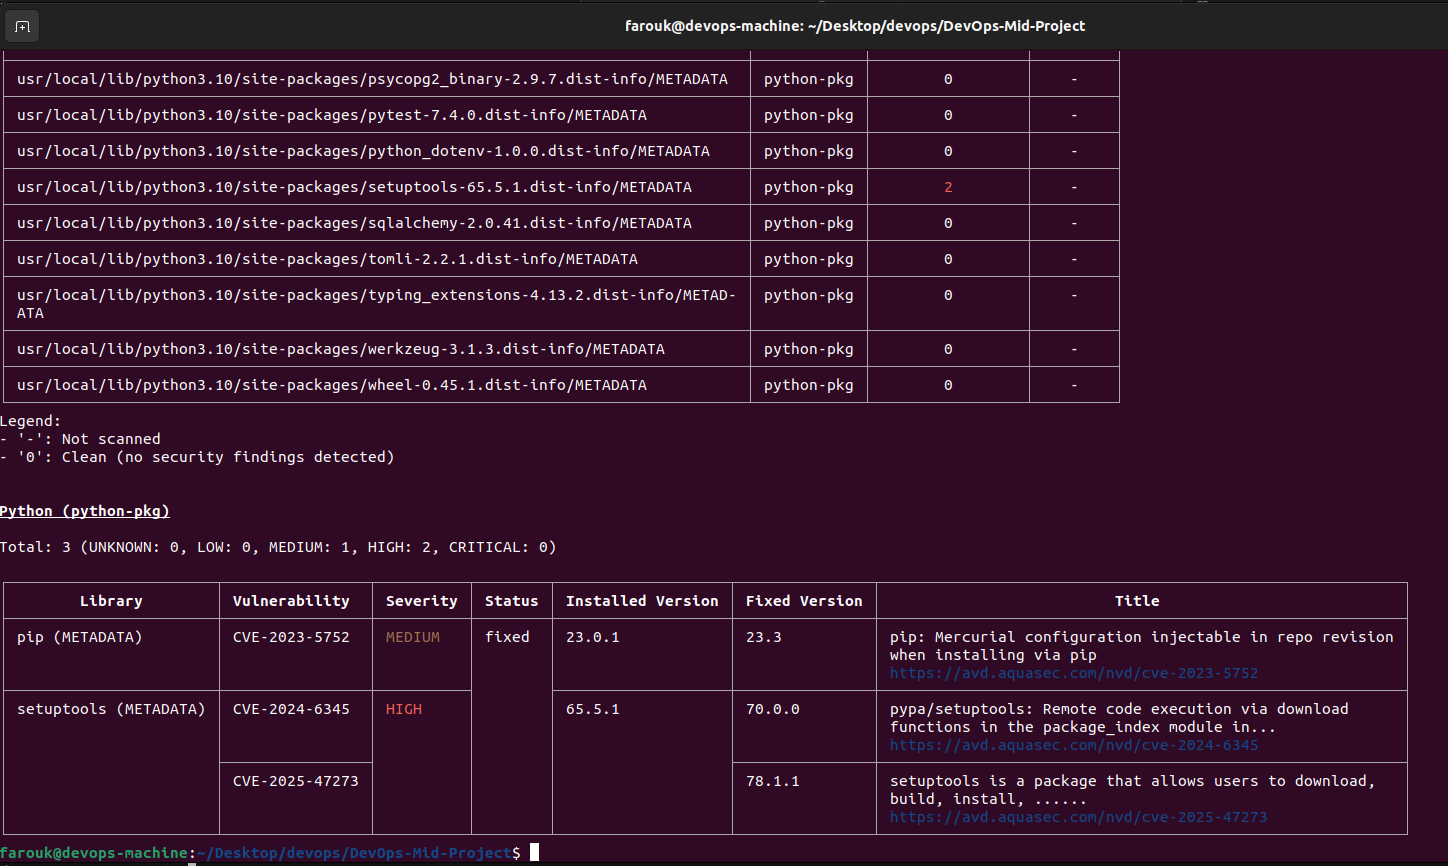 farouk@devops-machine: ~/Desktop/devops/DevOps-Mid-Project
usr/local/lib/python3.10/site-packages/psycopg2_binary-2.9.7.dist-info/METADATA python-pkg 0 -
usr/local/lib/python3.10/site-packages/pytest-7.4.0.dist-info/METADATA python-pkg 0 -
usr/local/lib/python3.10/site-packages/python_dotenv-1.0.0.dist-info/METADATA python-pkg 0 -
usr/local/lib/python3.10/site-packages/setuptools-65.5.1.dist-info/METADATA python-pkg 2 -
usr/local/lib/python3.10/site-packages/sqlalchemy-2.0.41.dist-info/METADATA python-pkg 0 -
usr/local/lib/python3.10/site-packages/tomli-2.2.1.dist-info/METADATA python-pkg 0 -
usr/local/lib/python3.10/site-packages/typing_extensions-4.13.2.dist-info/METAD- python-pkg 0 -
ATA
usr/local/lib/python3.10/site-packages/werkzeug-3.1.3.dist-info/METADATA python-pkg 0 -
usr/local/lib/python3.10/site-packages/wheel-0.45.1.dist-info/METADATA python-pkg 0 -
Legend:
- '-': Not scanned
- '0': Clean (no security findings detected)
Python (python-pkg)
Total: 3 (UNKNOWN: 0, LOW: 0, MEDIUM: 1, HIGH: 2, CRITICAL: 0)
Library Vulnerability Severity Status Installed Version Fixed Version Title
pip (METADATA) CVE-2023-5752 MEDIUM fixed 23.0.1 23.3 pip: Mercurial configuration injectable in repo revision
when installing via pip
https://avd.aquasec.com/nvd/cve-2023-5752
setuptools (METADATA) CVE-2024-6345 HIGH 65.5.1 70.0.0 pypa/setuptools: Remote code execution via download
functions in the package_index module in...
https://avd.aquasec.com/nvd/cve-2024-6345
CVE-2025-47273 78.1.1 setuptools is a package that allows users to download,
build, install, ......
https://avd.aquasec.com/nvd/cve-2025-47273
farouk@devops-machine:~/Desktop/devops/DevOps-Mid-Project$